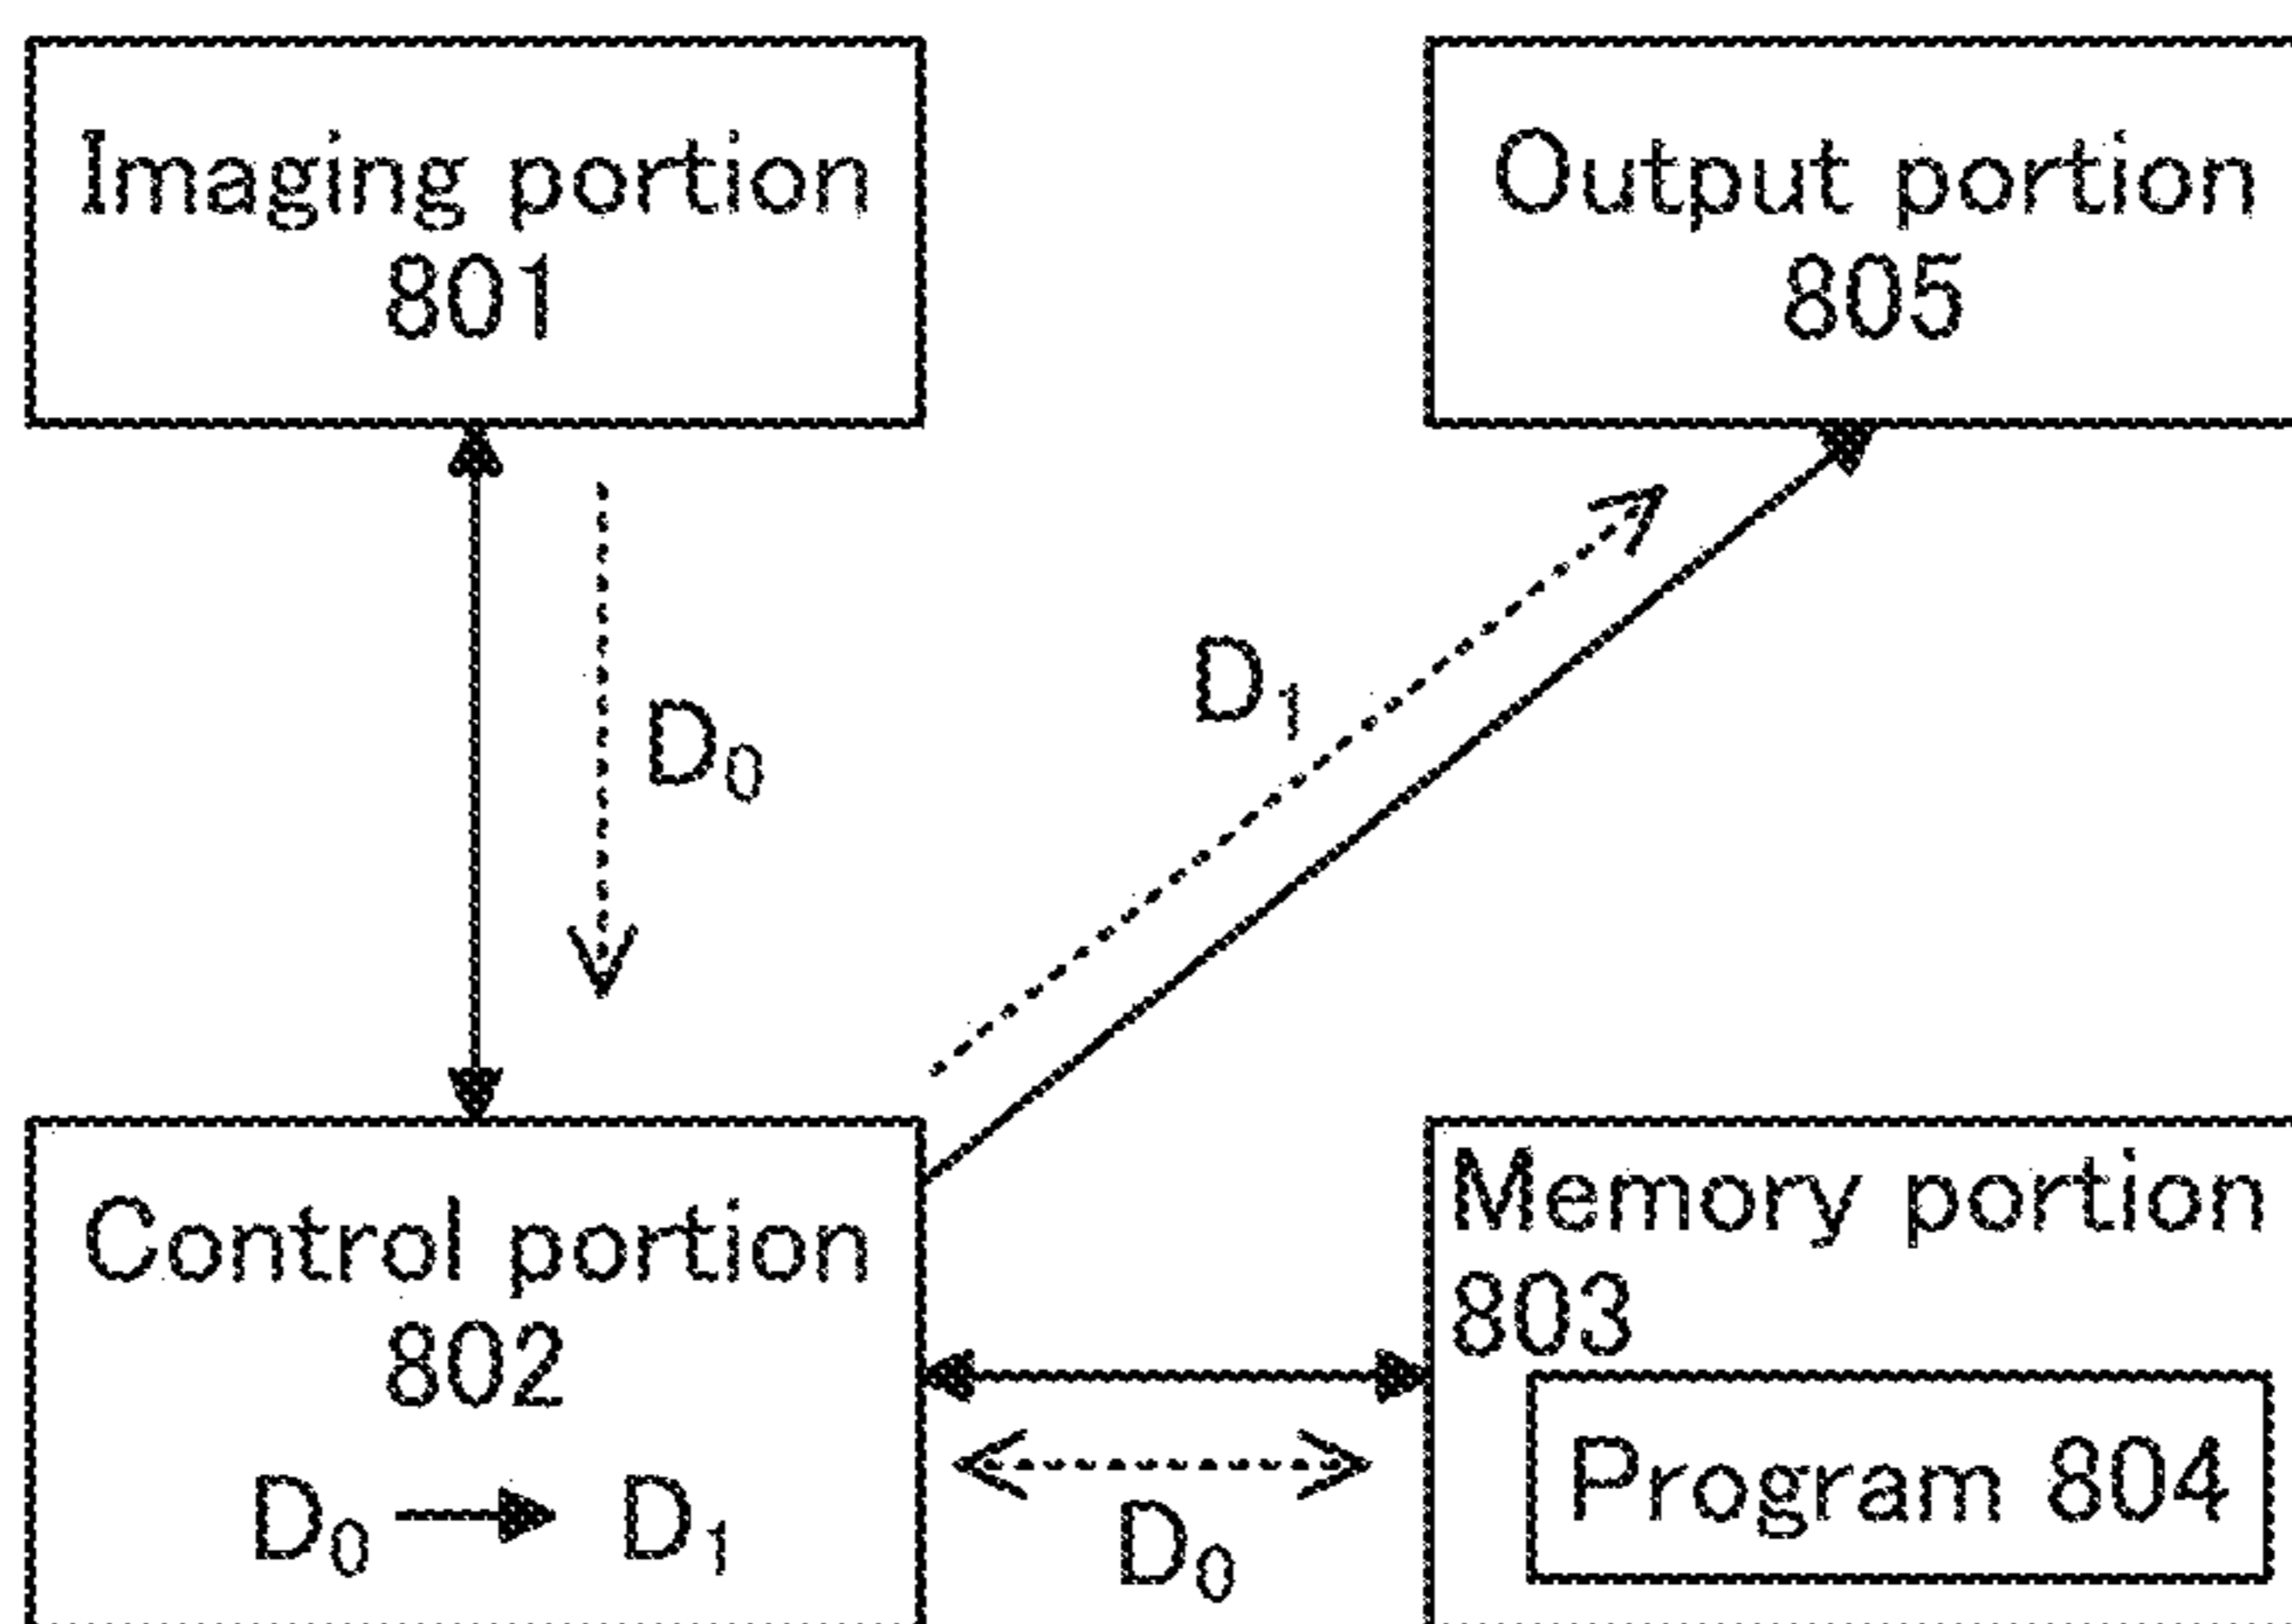 Imaging portion
801
Output portion
805
D₀
D₁
Control portion
802
D₀ → D₁
D₀
Memory portion
803
Program 804